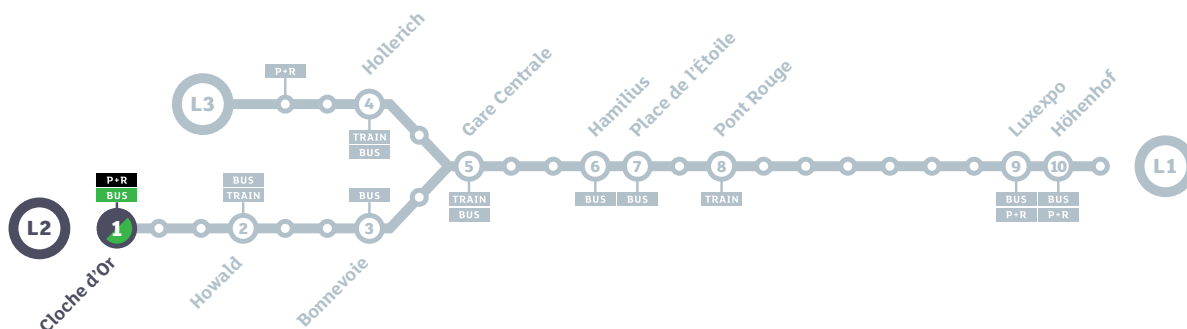 Hollerich
Gare Centrale
Hamilius
Place de l'Étoile
Pont Rouge
Luxexpo
Höhenhof
P+R
L3
4
TRAIN
BUS
5
TRAIN
BUS
6
BUS
7
BUS
8
TRAIN
9
BUS
P+R
10
BUS
P+R
L1
L2
P+R
BUS
1
Cloche d'Or
BUS
TRAIN
2
Howald
BUS
3
Bonnevoie